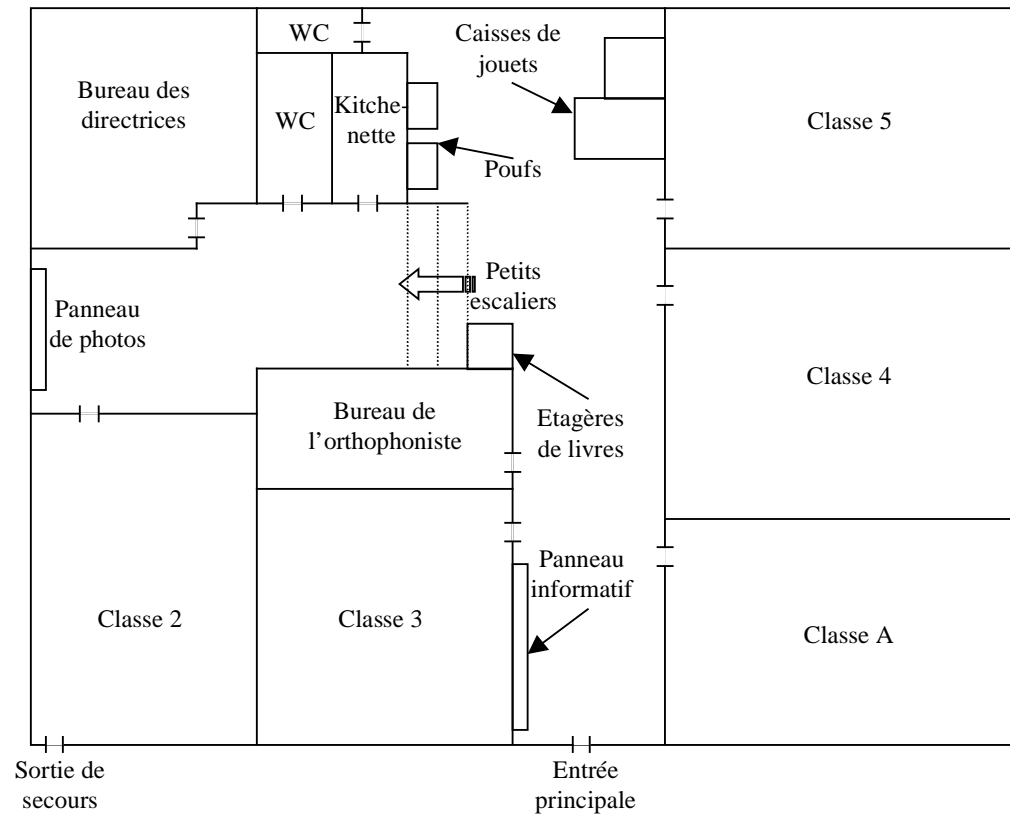 WC
Caisses de
jouets
Bureau des
directrices
WC
Kitche-
nette
Classe 5
Poufs
Petits
escaliers
Panneau
de photos
Classe 4
Bureau de
l'orthophoniste
Etagères
de livres
Panneau
informatif
Classe 2
Classe 3
Classe A
Sortie de
secours
Entrée
principale